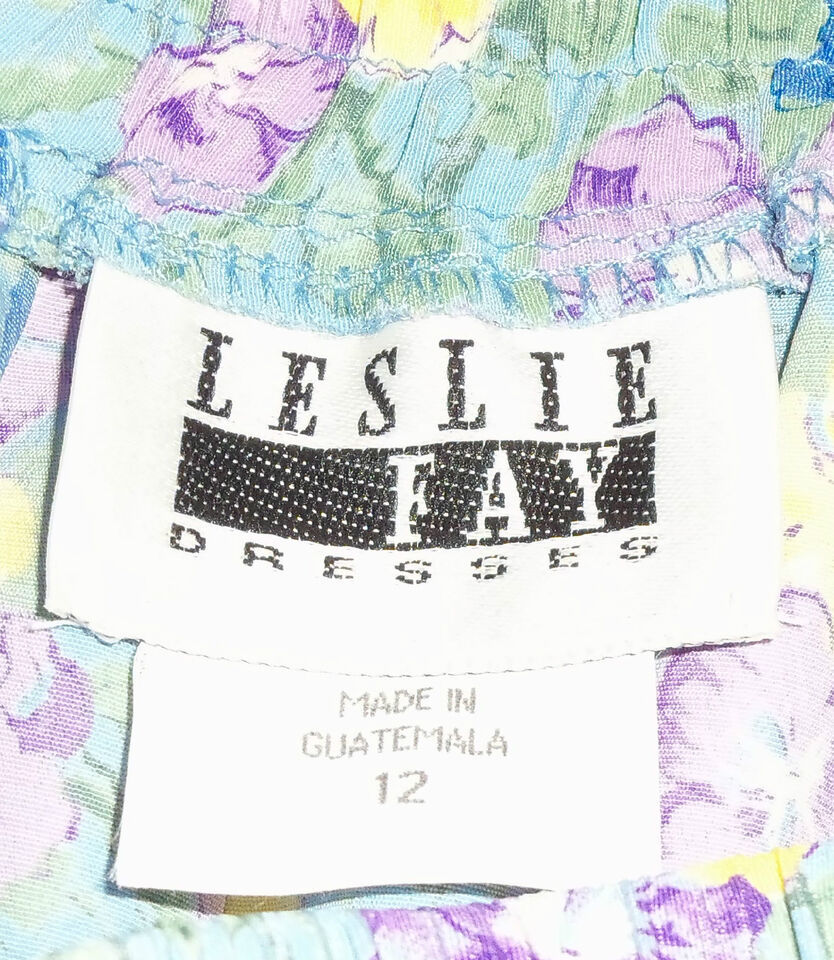 LESLIE
FAY
DRESSES
MADE IN
GUATEMALA
12